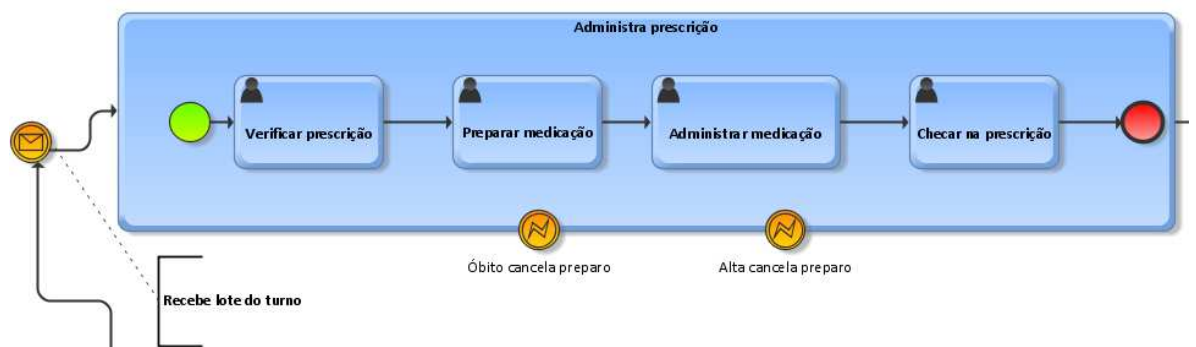 Administra prescrição
Verificar prescrição
Preparar medicação
Administrar medicação
Checar na prescrição
Óbito cancela preparo
Alta cancela preparo
Recebe lote do turno